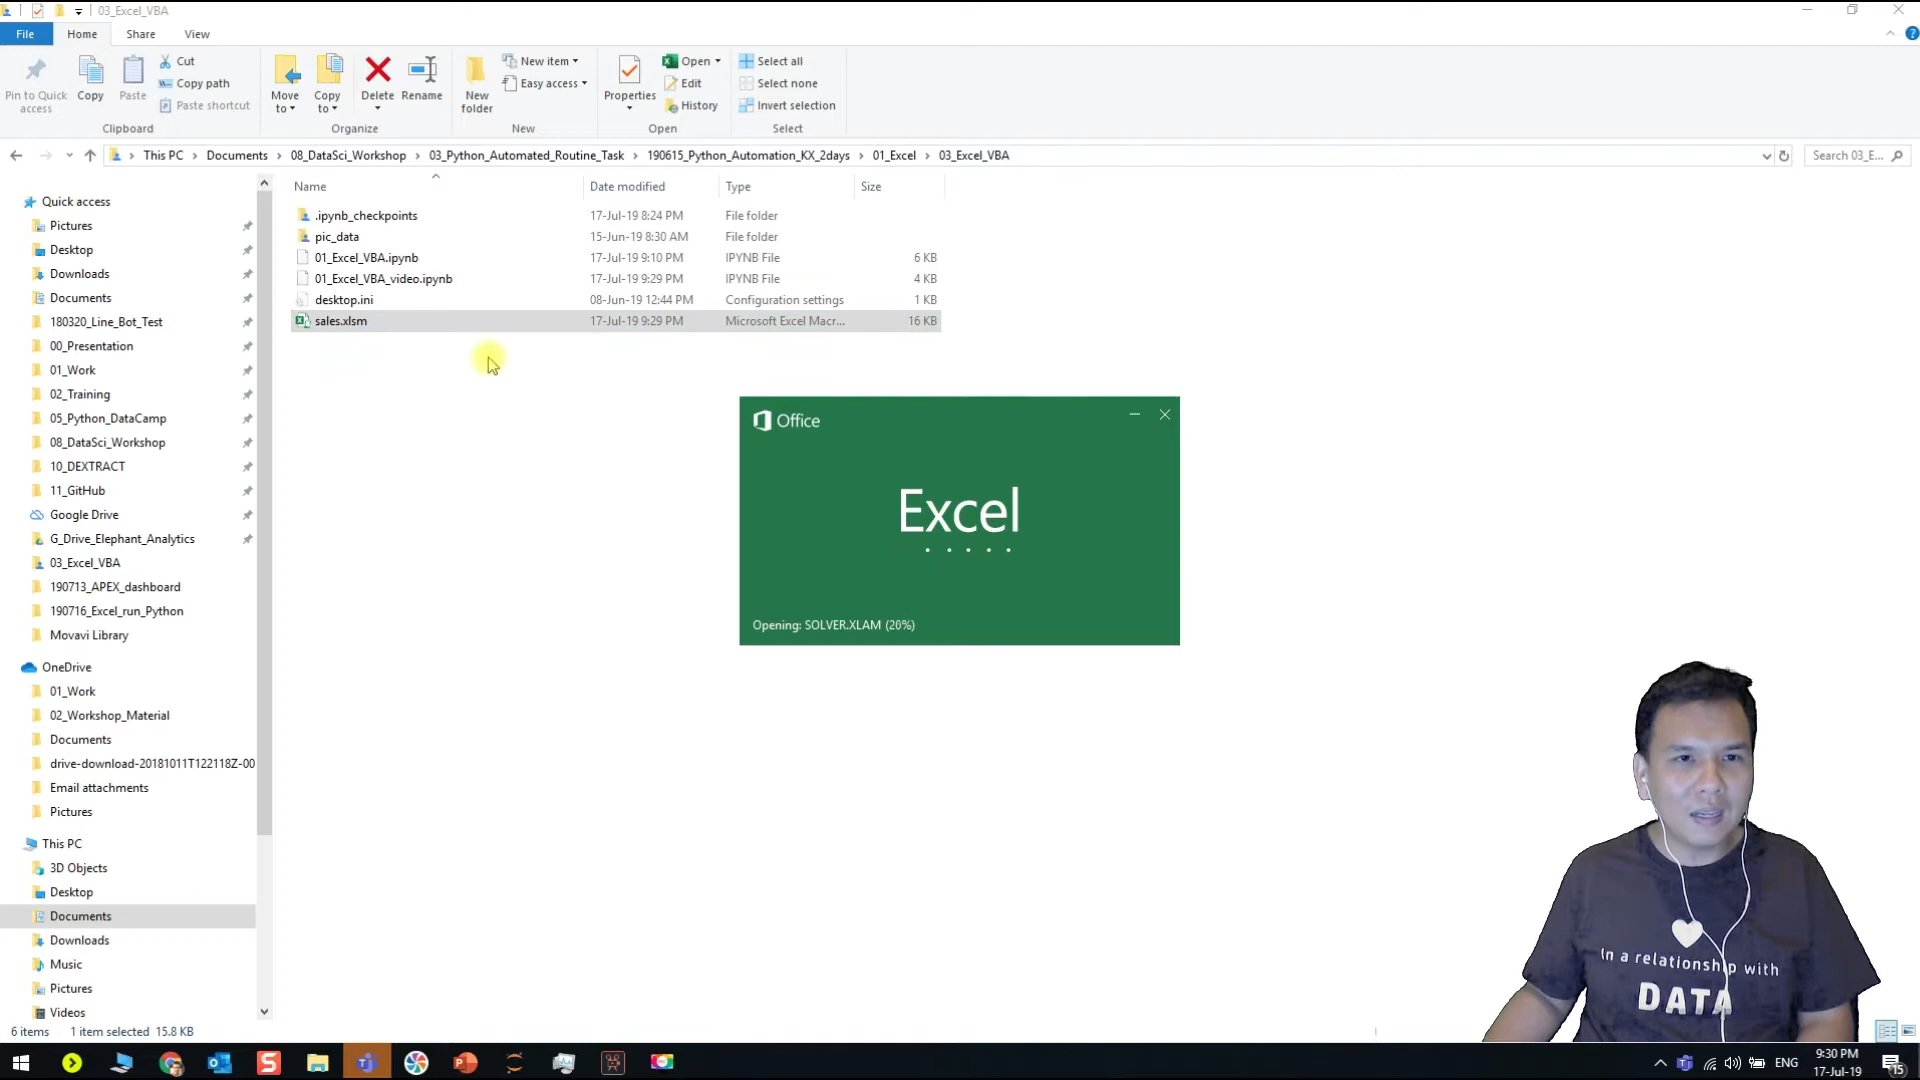 03_Excel_VBA
File
Home
Share
View
Pin to Quick access
Copy
Paste
Cut
Copy path
Paste shortcut
Clipboard
Move to
Copy to
Delete
Rename
Organize
New folder
New item
Easy access
New
Properties
Open
Edit
History
Open
Select all
Select none
Invert selection
Select
This PC > Documents > 08_DataSci_Workshop > 03_Python_Automated_Routine_Task > 190615_Python_Automation_KX_2days > 01_Excel > 03_Excel_VBA
Search 03_E...
Name Date modified Type Size
.ipynb_checkpoints 17-Jul-19 8:24 PM File folder
pic_data 15-Jun-19 8:30 AM File folder
01_Excel_VBA.ipynb 17-Jul-19 9:10 PM IPYNB File 6 KB
01_Excel_VBA_video.ipynb 17-Jul-19 9:29 PM IPYNB File 4 KB
desktop.ini 08-Jun-19 12:44 PM Configuration settings 1 KB
sales.xlsm 17-Jul-19 9:29 PM Microsoft Excel Macr... 16 KB
Quick access
Pictures
Desktop
Downloads
Documents
180320_Line_Bot_Test
00_Presentation
01_Work
02_Training
05_Python_DataCamp
08_DataSci_Workshop
10_DEXTRACT
11_GitHub
Google Drive
G_Drive_Elephant_Analytics
03_Excel_VBA
190713_APEX_dashboard
190716_Excel_run_Python
Movavi Library
OneDrive
01_Work
02_Workshop_Material
Documents
drive-download-20181011T122118Z-00
Email attachments
Pictures
This PC
3D Objects
Desktop
Documents
Downloads
Music
Pictures
Videos
Office
Excel
Opening: SOLVER.XLAM (20%)
In a relationship with
DATA
6 items 1 item selected 15.8 KB
ENG
9:30 PM
17-Jul-19
15